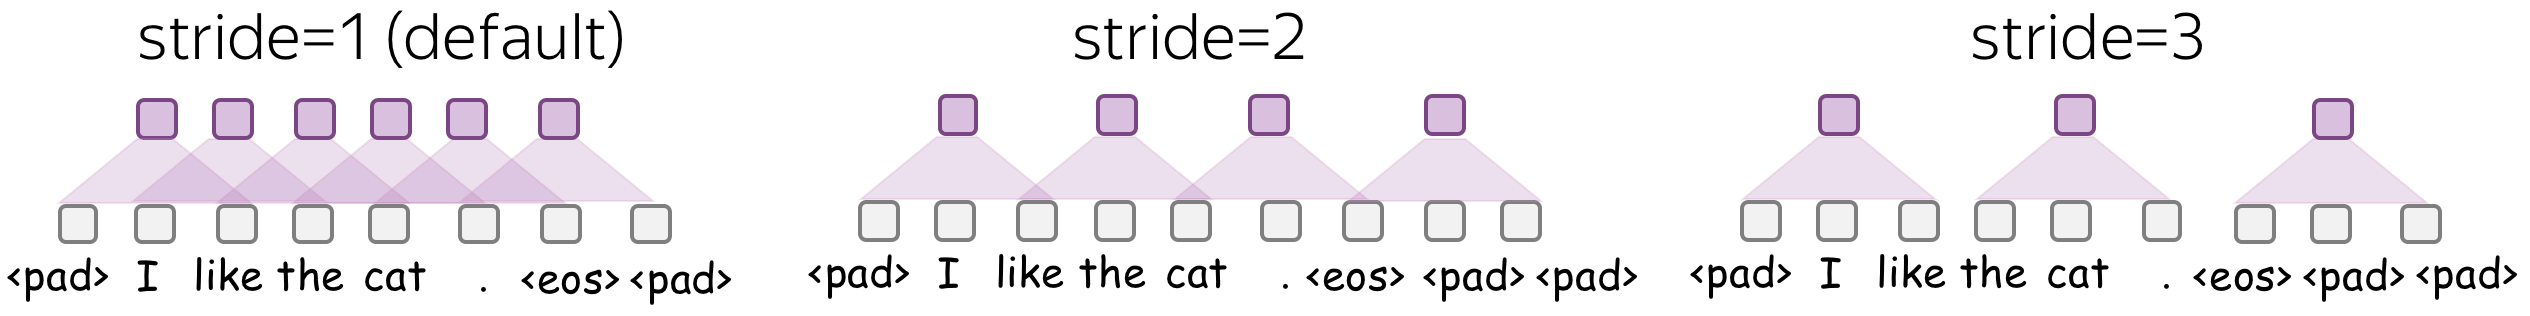 stride=1 (default)
<pad> I like the cat . <eos> <pad>
stride=2
<pad> I like the cat . <eos> <pad> <pad>
stride=3
<pad> I like the cat . <eos> <pad> <pad>